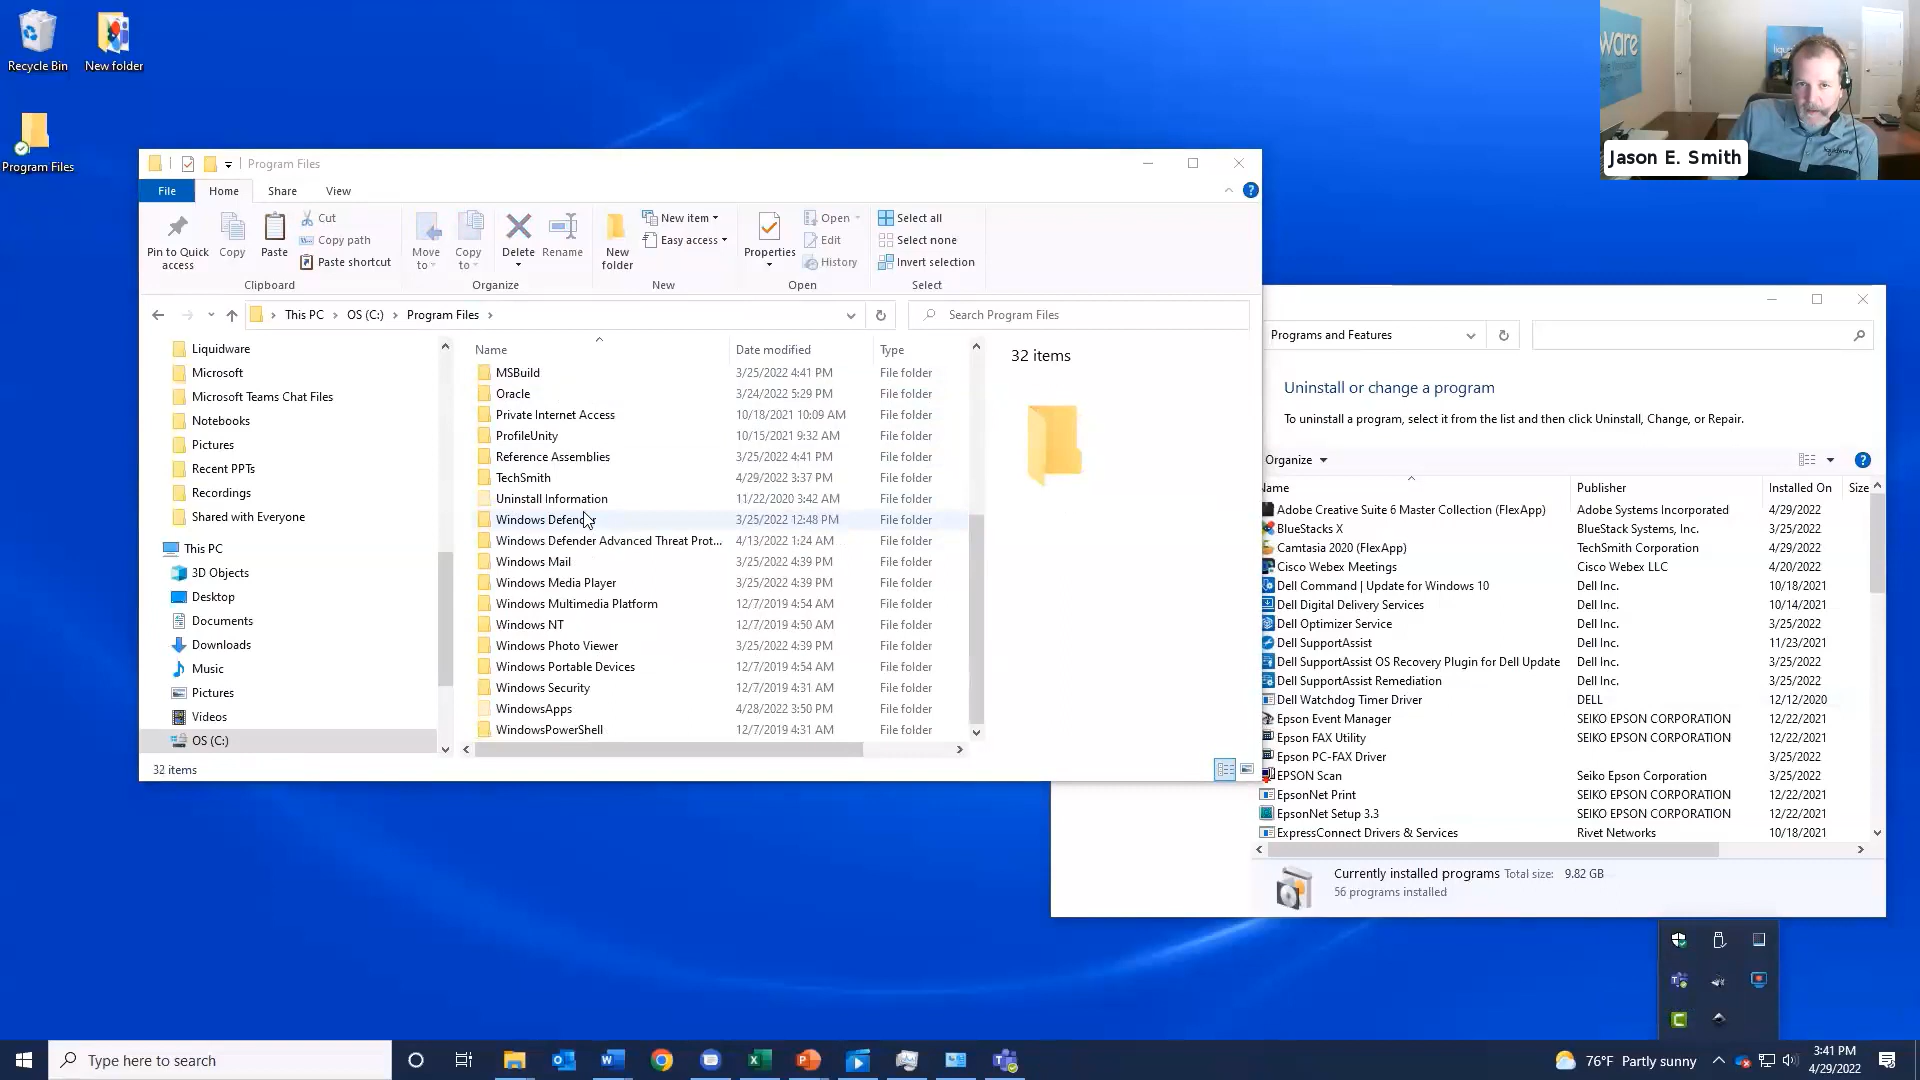 Recycle Bin
New folder
Program Files
ware
Jason E. Smith
Program Files
File
Home
Share
View
Pin to Quick access
Copy
Paste
Cut
Copy path
Paste shortcut
Clipboard
Move to
Copy to
Delete
Rename
Organize
New folder
New item
Easy access
New
Properties
Open
Edit
History
Open
Select all
Select none
Invert selection
Select
This PC > OS (C:) > Program Files >
Search Program Files
Liquidware
Microsoft
Microsoft Teams Chat Files
Notebooks
Pictures
Recent PPTs
Recordings
Shared with Everyone
This PC
3D Objects
Desktop
Documents
Downloads
Music
Pictures
Videos
OS (C:)
Name Date modified Type
MSBuild 3/25/2022 4:41 PM File folder
Oracle 3/24/2022 5:29 PM File folder
Private Internet Access 10/18/2021 10:09 AM File folder
ProfileUnity 10/15/2021 9:32 AM File folder
Reference Assemblies 3/25/2022 4:41 PM File folder
TechSmith 4/29/2022 3:37 PM File folder
Uninstall Information 11/22/2020 3:42 AM File folder
Windows Defender 3/25/2022 12:48 PM File folder
Windows Defender Advanced Threat Prot... 4/13/2022 1:24 AM File folder
Windows Mail 3/25/2022 4:39 PM File folder
Windows Media Player 3/25/2022 4:39 PM File folder
Windows Multimedia Platform 12/7/2019 4:54 AM File folder
Windows NT 12/7/2019 4:50 AM File folder
Windows Photo Viewer 3/25/2022 4:39 PM File folder
Windows Portable Devices 12/7/2019 4:54 AM File folder
Windows Security 12/7/2019 4:31 AM File folder
WindowsApps 4/28/2022 3:50 PM File folder
WindowsPowerShell 12/7/2019 4:31 AM File folder
32 items
32 items
Programs and Features
Uninstall or change a program
To uninstall a program, select it from the list and then click Uninstall, Change, or Repair.
Organize
Name Publisher Installed On Size
Adobe Creative Suite 6 Master Collection (FlexApp) Adobe Systems Incorporated 4/29/2022
BlueStacks X BlueStack Systems, Inc. 3/25/2022
Camtasia 2020 (FlexApp) TechSmith Corporation 4/29/2022
Cisco Webex Meetings Cisco Webex LLC 4/20/2022
Dell Command | Update for Windows 10 Dell Inc. 10/18/2021
Dell Digital Delivery Services Dell Inc. 10/14/2021
Dell Optimizer Service Dell Inc. 3/25/2022
Dell SupportAssist Dell Inc. 11/23/2021
Dell SupportAssist OS Recovery Plugin for Dell Update Dell Inc. 3/25/2022
Dell SupportAssist Remediation Dell Inc. 3/25/2022
Dell Watchdog Timer Driver DELL 12/12/2020
Epson Event Manager SEIKO EPSON CORPORATION 12/22/2021
Epson FAX Utility SEIKO EPSON CORPORATION 12/22/2021
Epson PC-FAX Driver 3/25/2022
EPSON Scan Seiko Epson Corporation 3/25/2022
EpsonNet Print SEIKO EPSON CORPORATION 12/22/2021
EpsonNet Setup 3.3 SEIKO EPSON CORPORATION 12/22/2021
ExpressConnect Drivers & Services Rivet Networks 10/18/2021
Currently installed programs Total size: 9.82 GB
56 programs installed
Type here to search
76°F Partly sunny
3:41 PM
4/29/2022